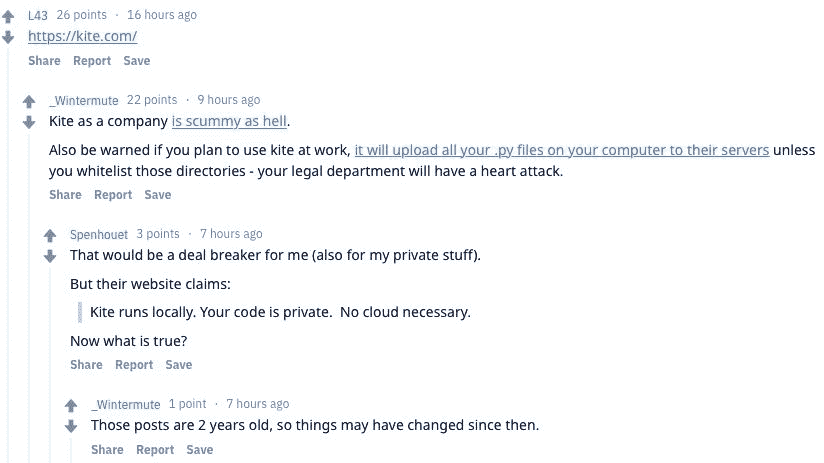 L43 26 points · 16 hours ago
https://kite.com/
Share Report Save
_Wintermute 22 points · 9 hours ago
Kite as a company is scummy as hell.
Also be warned if you plan to use kite at work, it will upload all your .py files on your computer to their servers unless
you whitelist those directories - your legal department will have a heart attack.
Share Report Save
Spenhouet 3 points · 7 hours ago
That would be a deal breaker for me (also for my private stuff).
But their website claims:
Kite runs locally. Your code is private. No cloud necessary.
Now what is true?
Share Report Save
_Wintermute 1 point · 7 hours ago
Those posts are 2 years old, so things may have changed since then.
Share Report Save